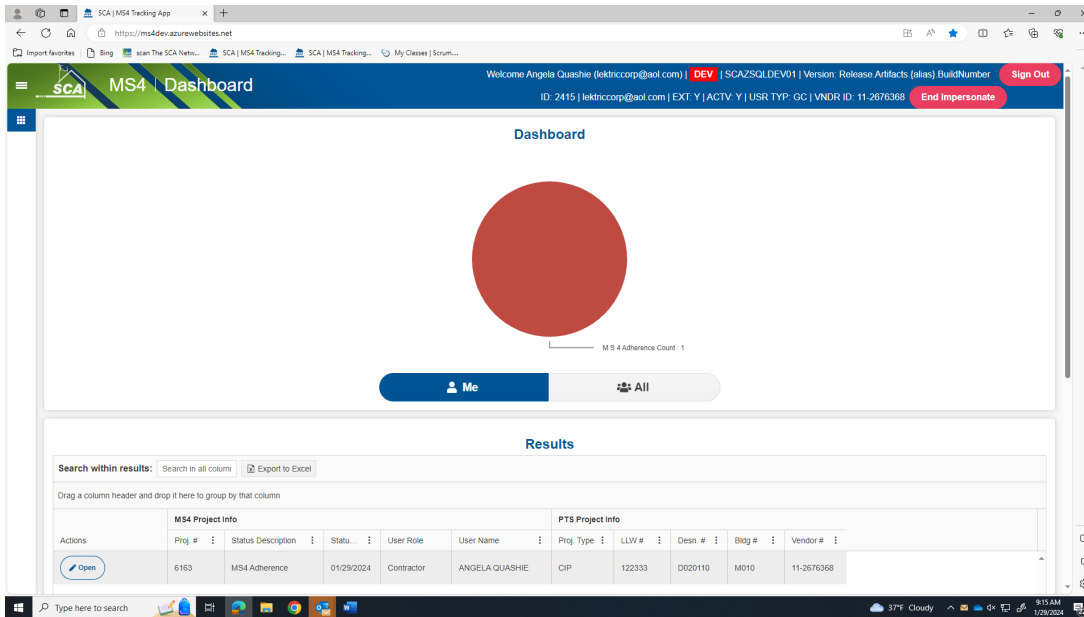 SCA | MS4 Tracking App
https://ms4dev.azurewebsites.net
Import favorites
Bing
scan The SCA Netw...
SCA | MS4 Tracking...
SCA | MS4 Tracking...
My Classes | Scrum...
SCA
MS4 | Dashboard
Welcome Angela Quashie (lektriccorp@aol.com) | DEV | SCAZSQLDEV01 | Version: Release.Artifacts.{alias}.BuildNumber
Sign Out
ID: 2415 | lektriccorp@aol.com | EXT: Y | ACTV: Y | USR TYP: GC | VNDR ID: 11-2676368
End Impersonate
Dashboard
M S 4 Adherence Count : 1
Me
All
Results
Search within results:
Search in all colum
Export to Excel
Drag a column header and drop it here to group by that column
MS4 Project Info
PTS Project Info
Actions
Proj. #
Status Description
Statu...
User Role
User Name
Proj. Type
LLW #
Desn. #
Bldg #
Vendor #
Open
6163
MS4 Adherence
01/29/2024
Contractor
ANGELA QUASHIE
CIP
122333
D020110
M010
11-2676368
Type here to search
37°F Cloudy
9:15 AM
1/29/2024